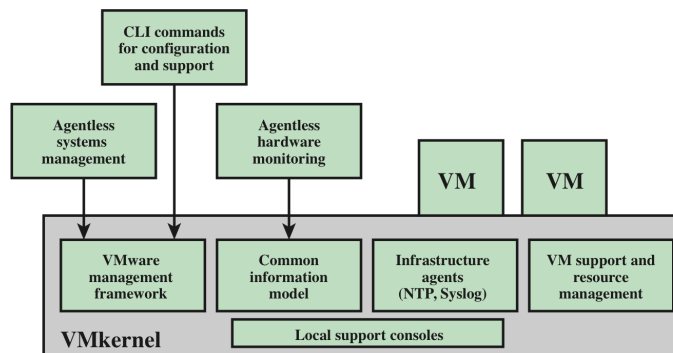 CLI commands
for configuration
and support
Agentless
systems
management
Agentless
hardware
monitoring
VM
VM
VMware
management
framework
Common
information
model
Infrastructure
agents
(NTP, Syslog)
VM support and
resource
management
Local support consoles
VMkernel